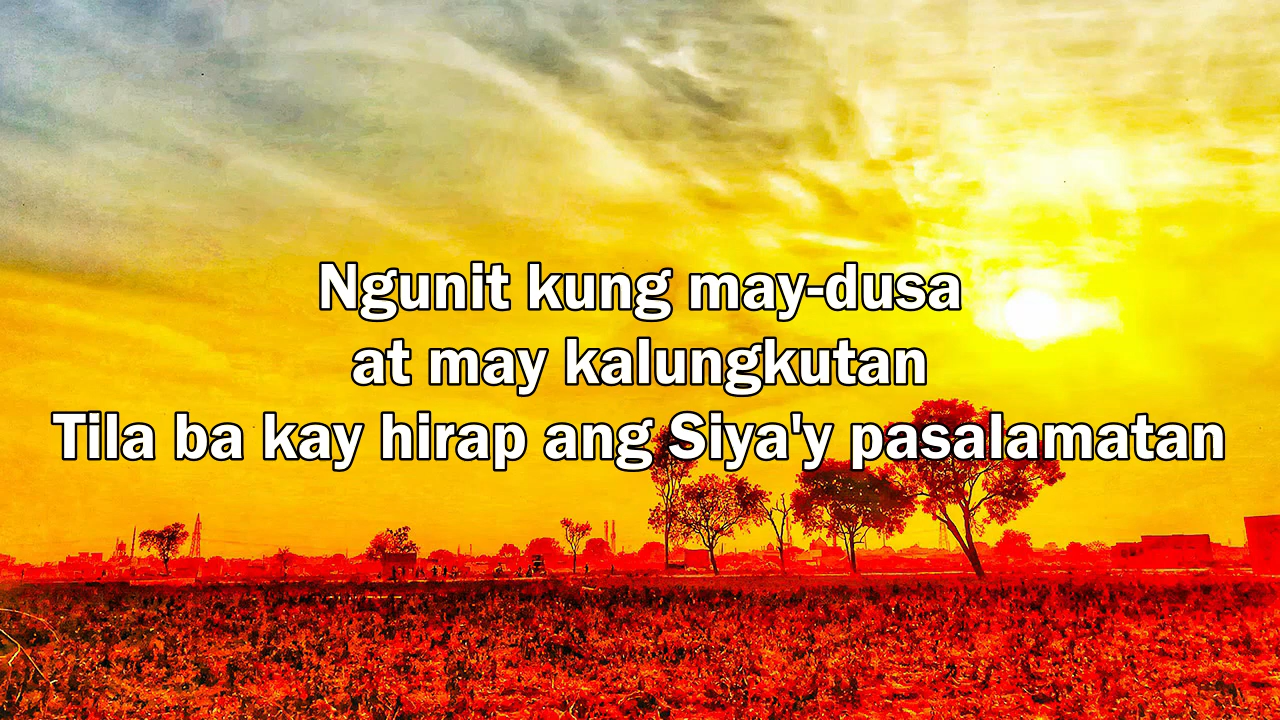 Ngunit kung may-dusa
at may kalungkutan
Tila ba kay hirap ang Siya'y pasalamatan